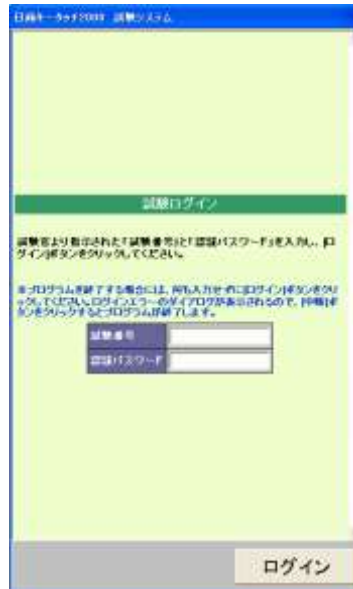 日商キータッチ2000 試験システム
試験ログイン
試験官より指示された「試験番号」と「認証パスワード」を入力し、[ロ
グイン]ボタンをクリックしてください。
※プログラムを終了する場合には、何も入力せずに[ログイン]ボタンをクリ
ックしてください。ログインエラーのダイアログが表示されるので、[中断]ボ
タンをクリックするとプログラムが終了します。
試験番号
認証パスワード
ログイン